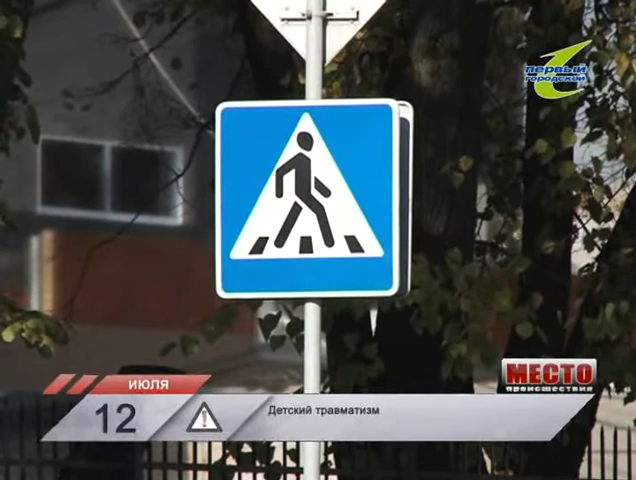 первый
городской
ИЮЛЯ
12
Детский травматизм
МЕСТО
происшествия